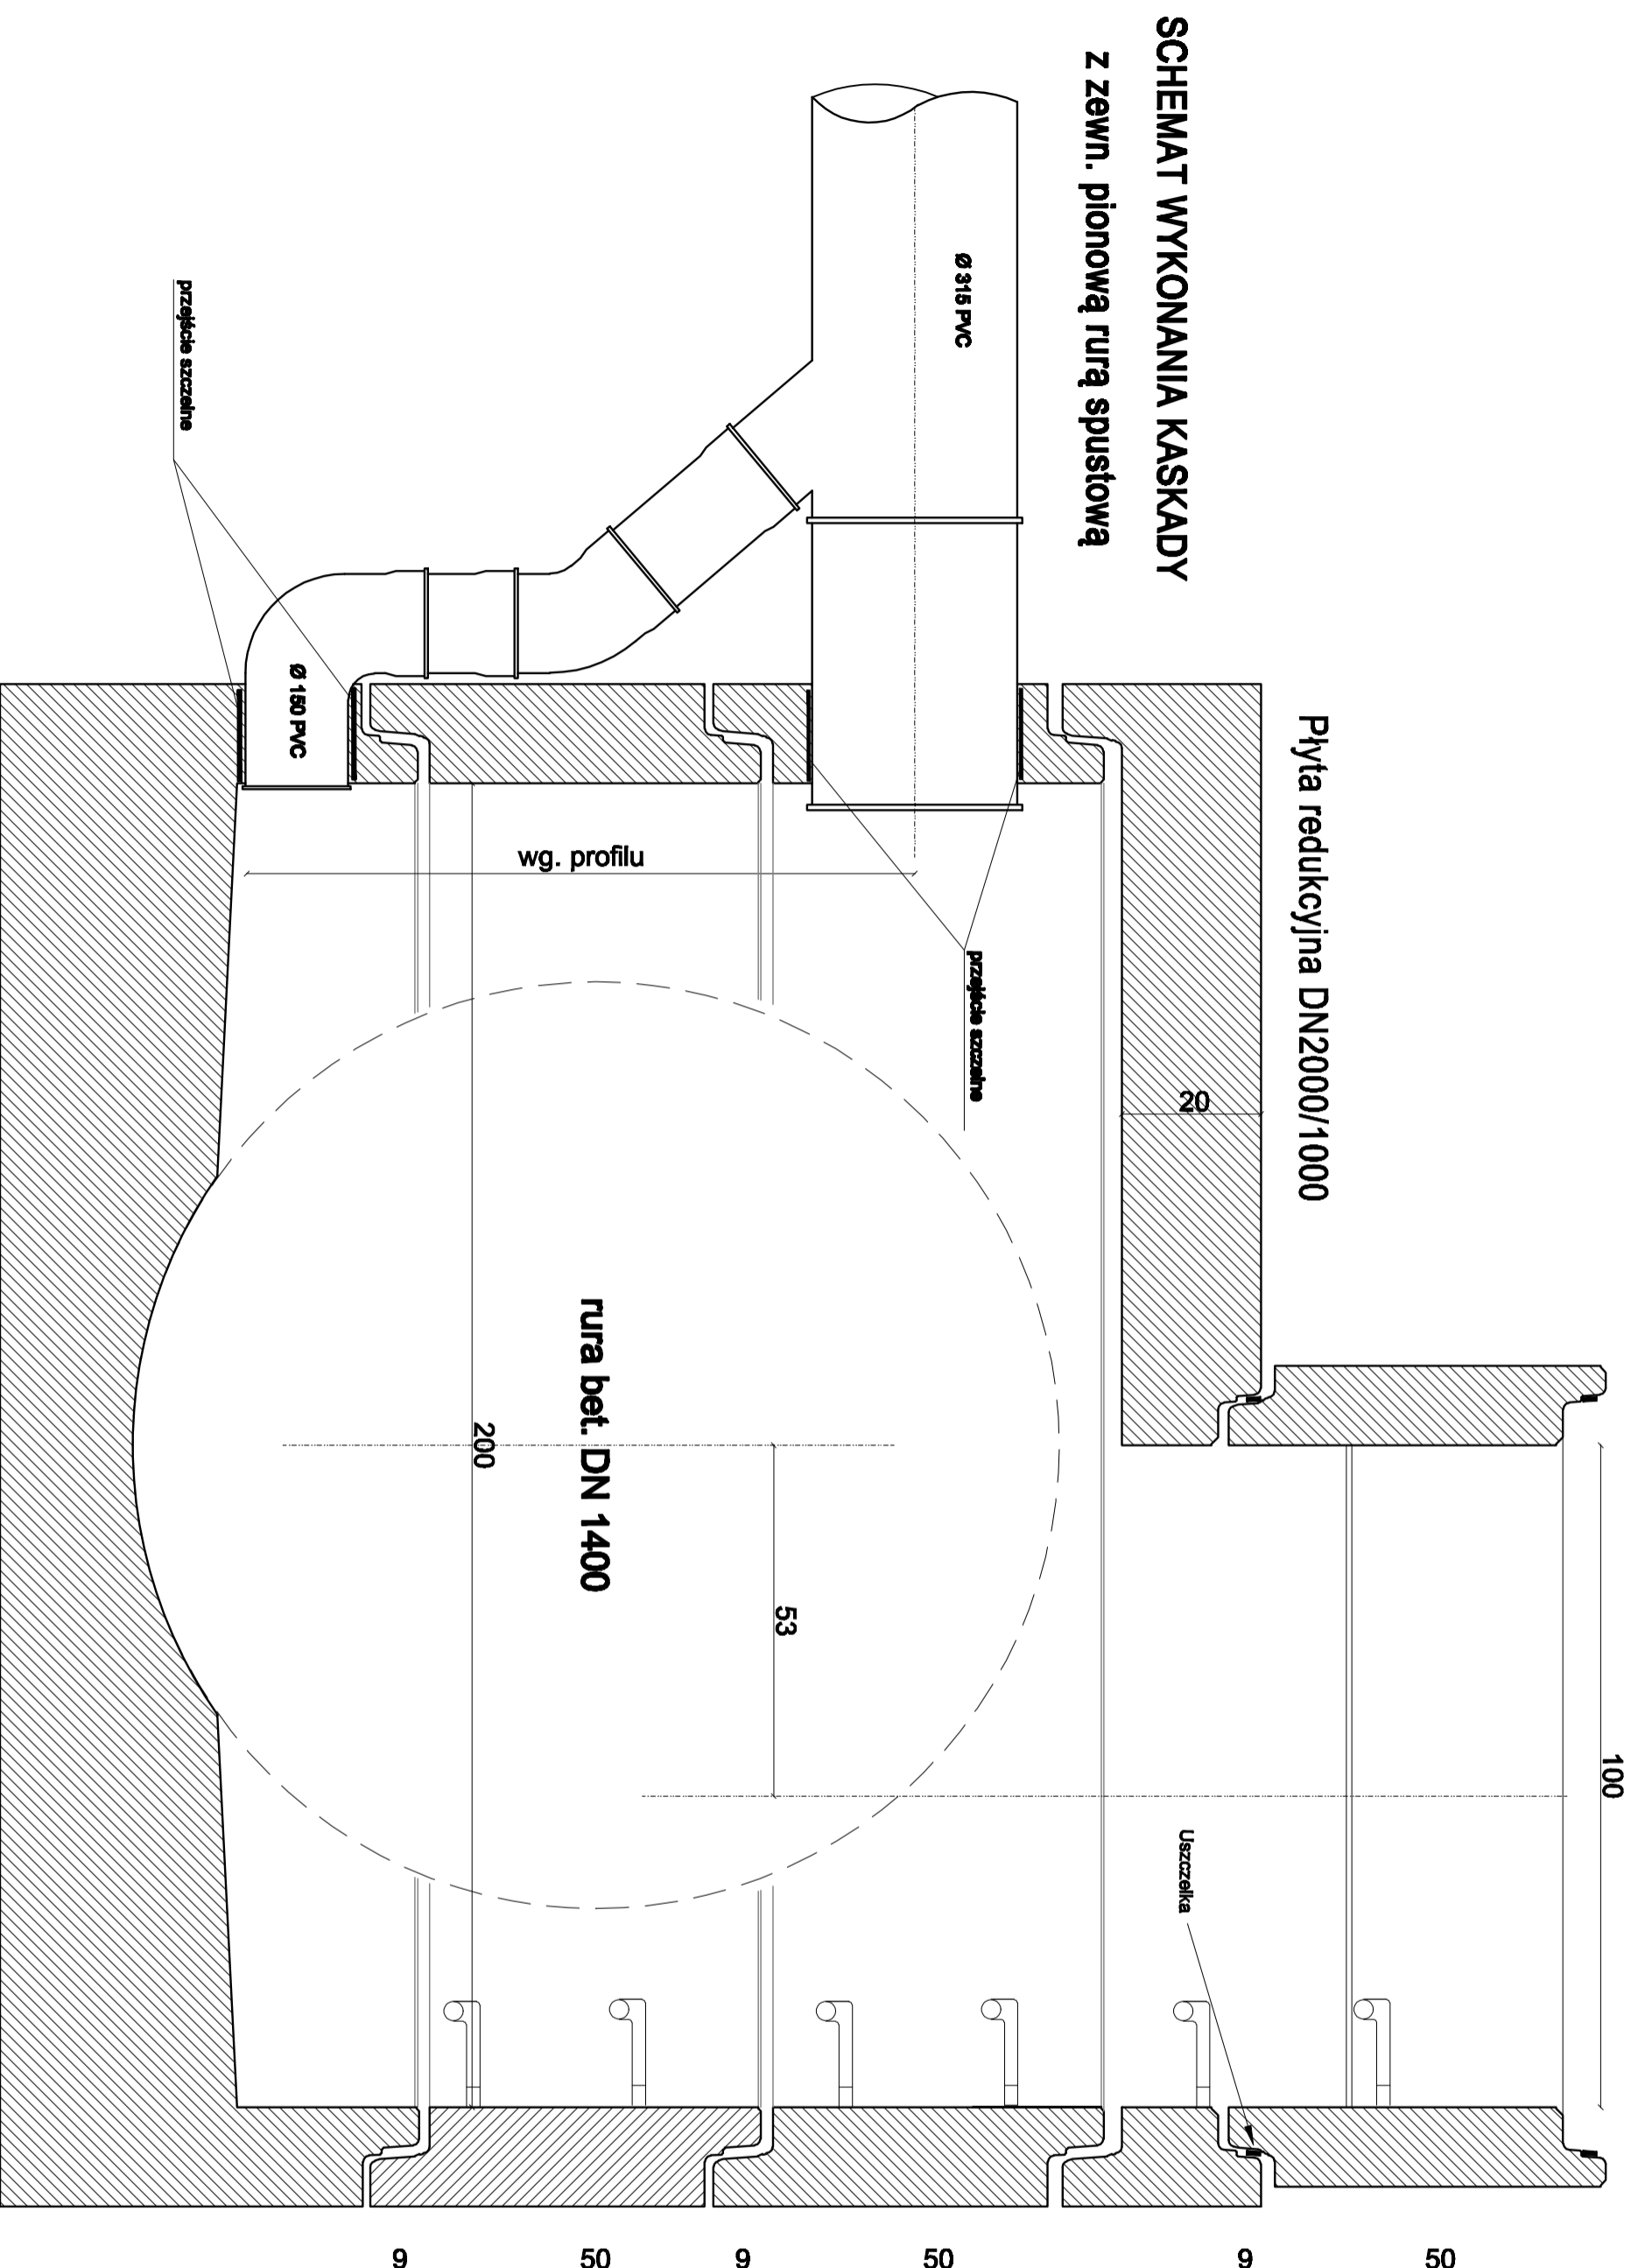 SCHEMAT WYKONANIA KASKADY
z zewn. pionową rurą spustową
Płyta redukcyjna DN2000/1000
100
Ø 315 PVC
przejście szczelne
20
Uszczelka
53
wg. profilu
rura bet. DN 1400
200
Ø 150 PVC
przejście szczelne
50
9
50
9
50
9